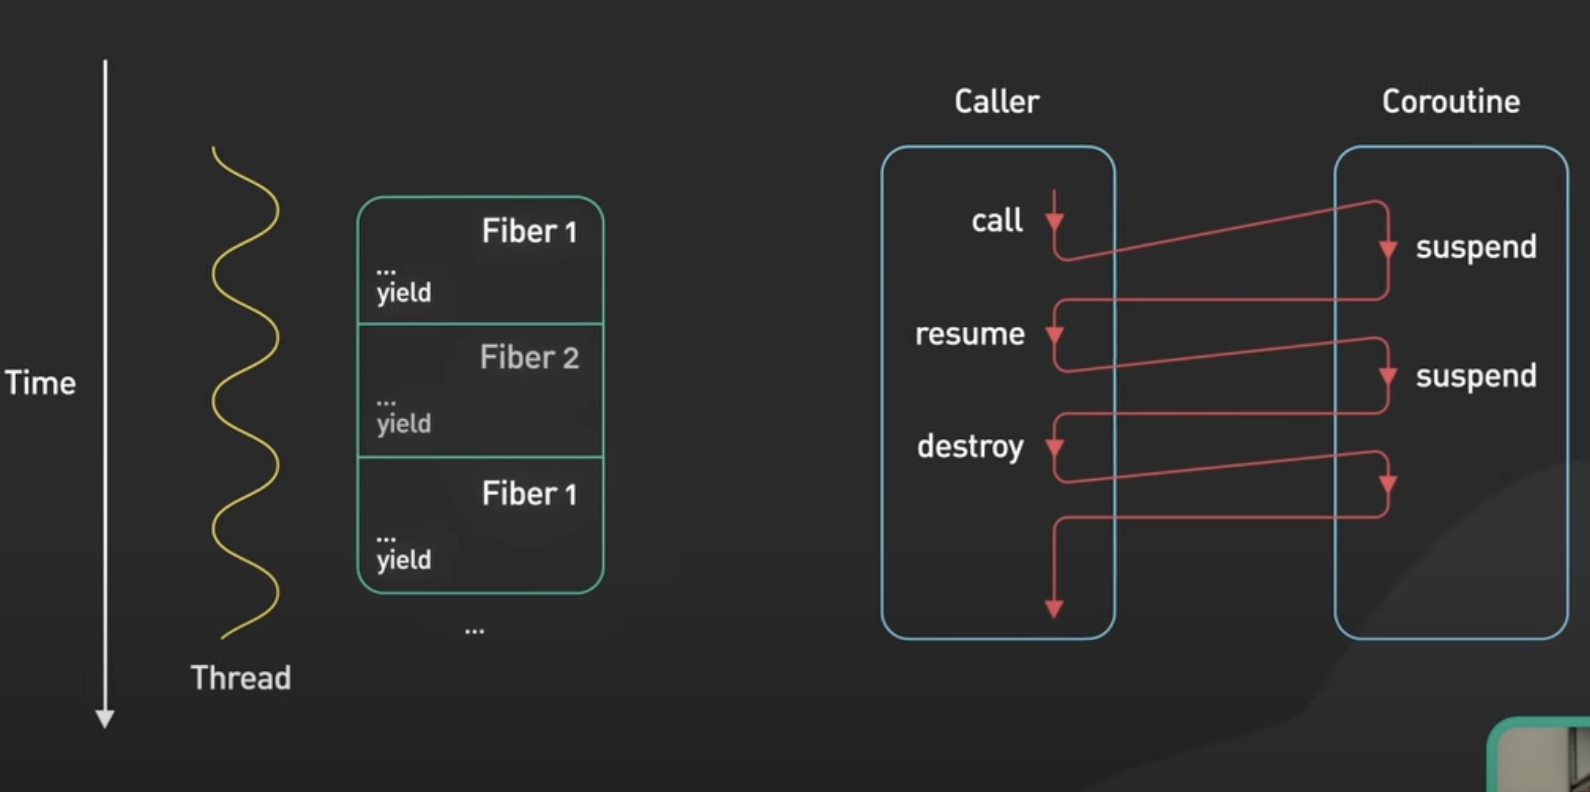 Time
Thread
Fiber 1
...
yield
Fiber 2
...
yield
Fiber 1
...
yield
...
Caller
call
resume
destroy
Coroutine
suspend
suspend